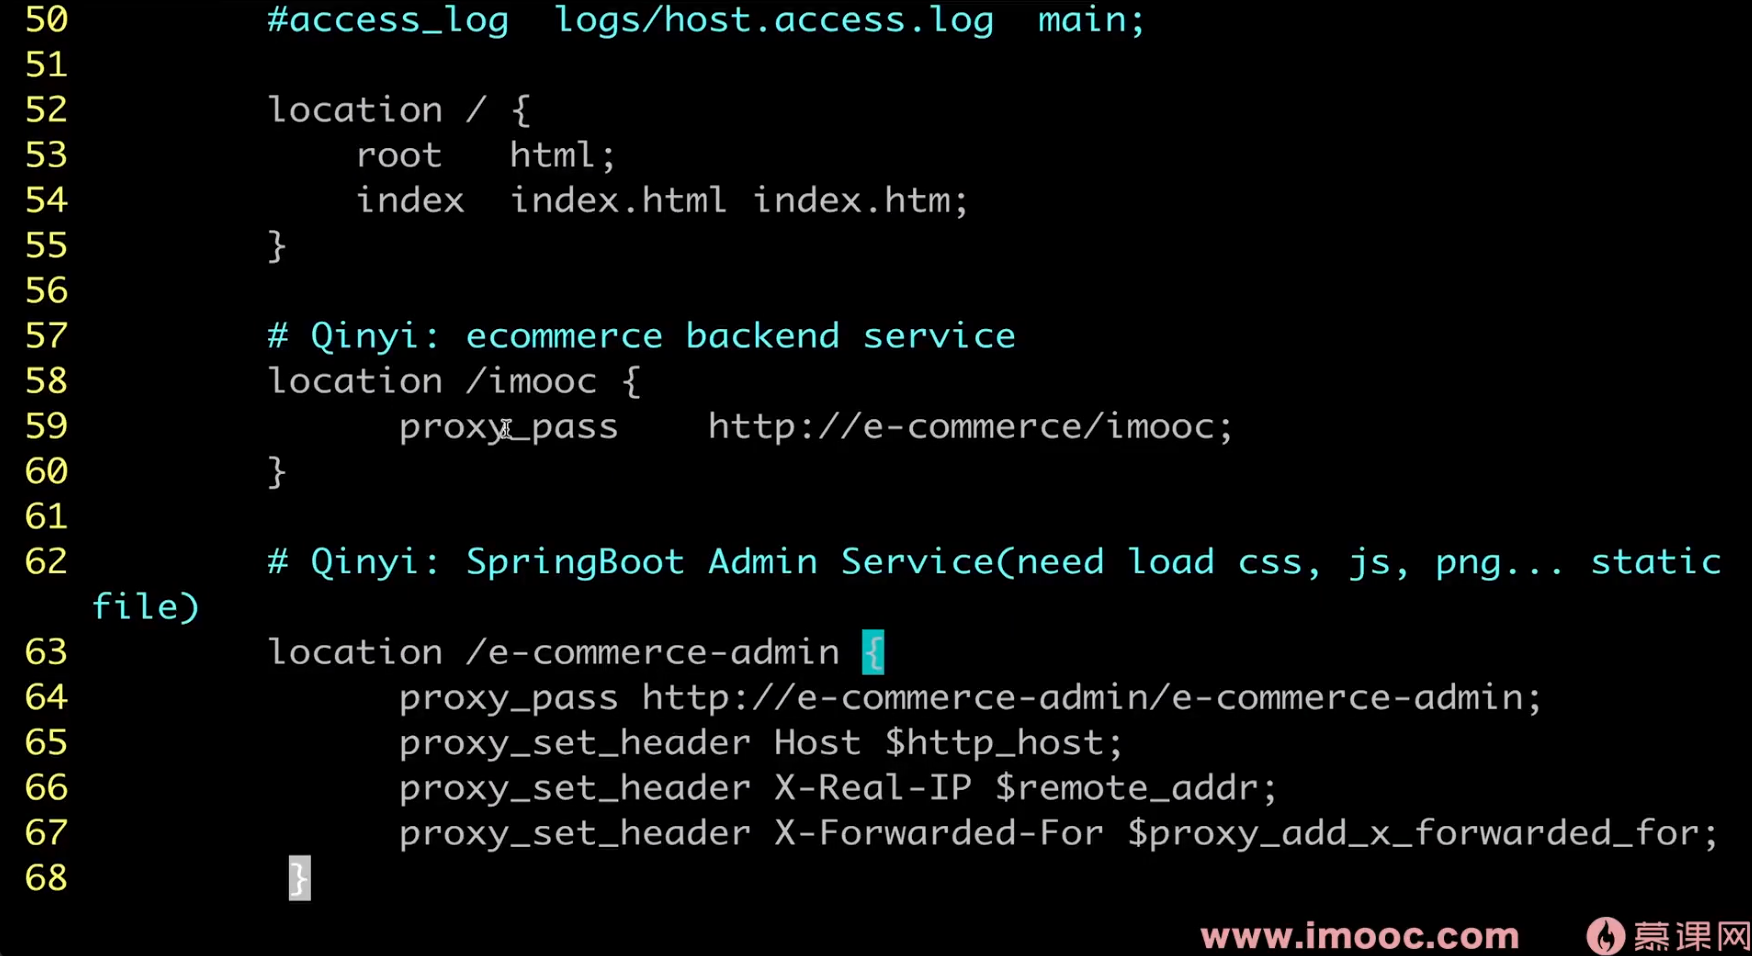 50 #access_log logs/host.access.log main;
51
52 location / {
53 root html;
54 index index.html index.htm;
55 }
56
57 # Qinyi: ecommerce backend service
58 location /imooc {
59 proxy_pass http://e-commerce/imooc;
60 }
61
62 # Qinyi: SpringBoot Admin Service(need load css, js, png... static
file)
63 location /e-commerce-admin {
64 proxy_pass http://e-commerce-admin/e-commerce-admin;
65 proxy_set_header Host $http_host;
66 proxy_set_header X-Real-IP $remote_addr;
67 proxy_set_header X-Forwarded-For $proxy_add_x_forwarded_for;
68 }
www.imooc.com 慕课网